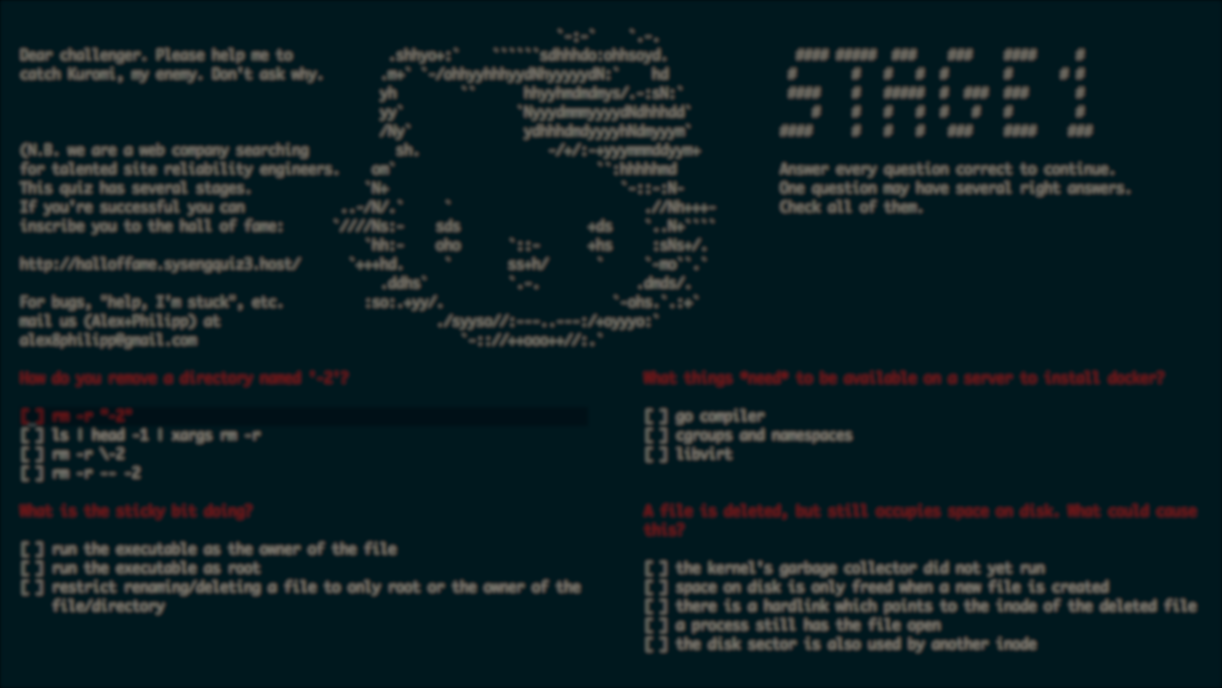 Dear challenger. Please help me to
catch Kuromi, my enemy. Don't ask why.
(N.B. we are a web company searching
for talented site reliability engineers.
This quiz has several stages.
If you're successful you can
inscribe you to the hall of fame:
http://halloffame.sysengquiz3.host/
For bugs, "help, I'm stuck", etc.
mail us (Alex+Philipp) at
alex8philipp@gmail.com
STAGE 1
Answer every question correct to continue.
One question may have several right answers.
Check all of them.
How do you remove a directory named "-2"?
[ ] rm -r "-2"
[ ] ls | head -1 | xargs rm -r
[ ] rm -r \-2
[ ] rm -r -- -2
What is the sticky bit doing?
[ ] run the executable as the owner of the file
[ ] run the executable as root
[ ] restrict renaming/deleting a file to only root or the owner of the
file/directory
What things *need* to be available on a server to install docker?
[ ] go compiler
[ ] cgroups and namespaces
[ ] libvirt
A file is deleted, but still occupies space on disk. What could cause
this?
[ ] the kernel's garbage collector did not yet run
[ ] space on disk is only freed when a new file is created
[ ] there is a hardlink which points to the inode of the deleted file
[ ] a process still has the file open
[ ] the disk sector is also used by another inode